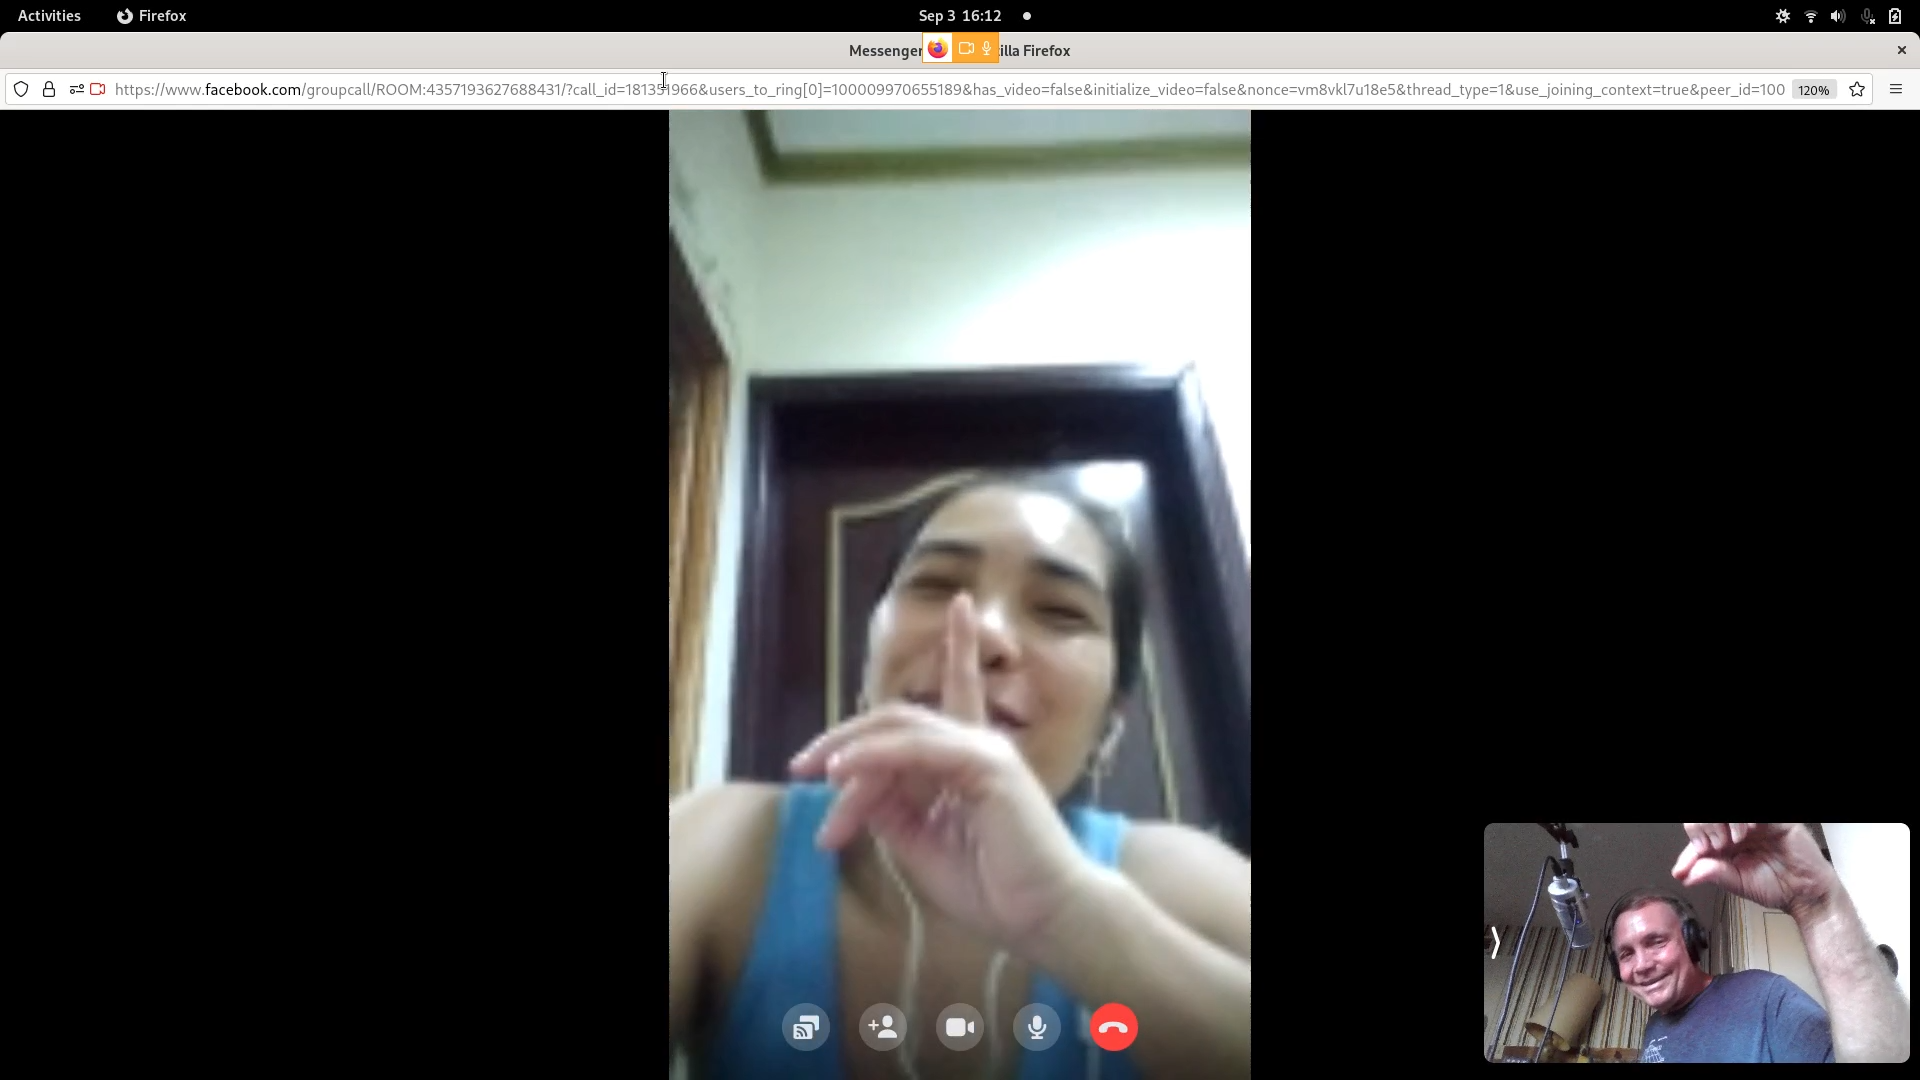 Activities Firefox Sep 3 16:12
Messenger illa Firefox
https://www.facebook.com/groupcall/ROOM:4357193627688431/?call_id=181351966&users_to_ring[0]=100009970655189&has_video=false&initialize_video=false&nonce=vm8vkl7u18e5&thread_type=1&use_joining_context=true&peer_id=100 120%